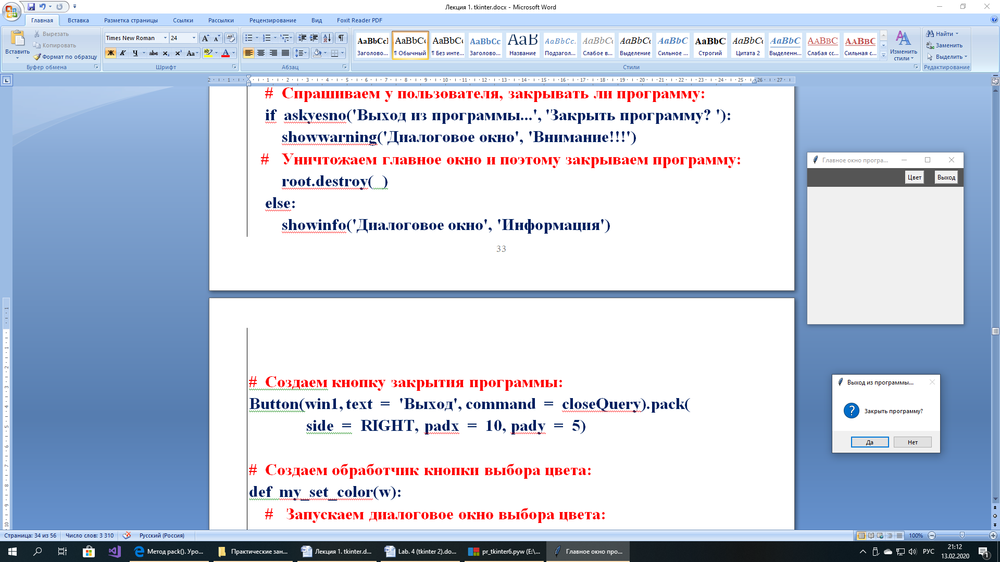 Лекция 1. tkinter.docx - Microsoft Word
Главная Вставка Разметка страницы Ссылки Рассылки Рецензирование Вид Foxit Reader PDF
Вставить
Вырезать
Копировать
Формат по образцу
Буфер обмена
Times New Roman 24
Шрифт
Абзац
AaBbCcI AaBbCc AaBbCc AaBbCc AaB AaBbCc. AaBbCc AaBbCc AaBbC AaBbC AaBbCc AaBbC AaBbC AaBbC
Заголово... ¶ Обычный ¶ Без инте... Заголово... Название Подзагол... Слабое в... Выделение Сильное ... Строгий Цитата 2 Выделенн... Слабая сс... Сильная с...
Изменить стили
Стили
Найти
Заменить
Выделить
Редактирование
# Спрашиваем у пользователя, закрывать ли программу:
if askyesno('Выход из программы...', 'Закрыть программу? '):
showwarning('Диалоговое окно', 'Внимание!!!')
# Уничтожаем главное окно и поэтому закрываем программу:
root.destroy( )
else:
showinfo('Диалоговое окно', 'Информация')
33
# Создаем кнопку закрытия программы:
Button(win1, text = 'Выход', command = closeQuery).pack(
side = RIGHT, padx = 10, pady = 5)
# Создаем обработчик кнопки выбора цвета:
def my_set_color(w):
# Запускаем диалоговое окно выбора цвета:
Главное окно програ...
Цвет Выход
Выход из программы...
Закрыть программу?
Да Нет
Страница: 34 из 56 Число слов: 3 310 Русский (Россия) 100%
Метод pack(). Уро... Практические зан... Лекция 1. tkinter.d... Lab. 4 (tkinter 2).do... pr_tkinter6.pyw (E:\... Главное окно про...
РУС
21:12
13.02.2020